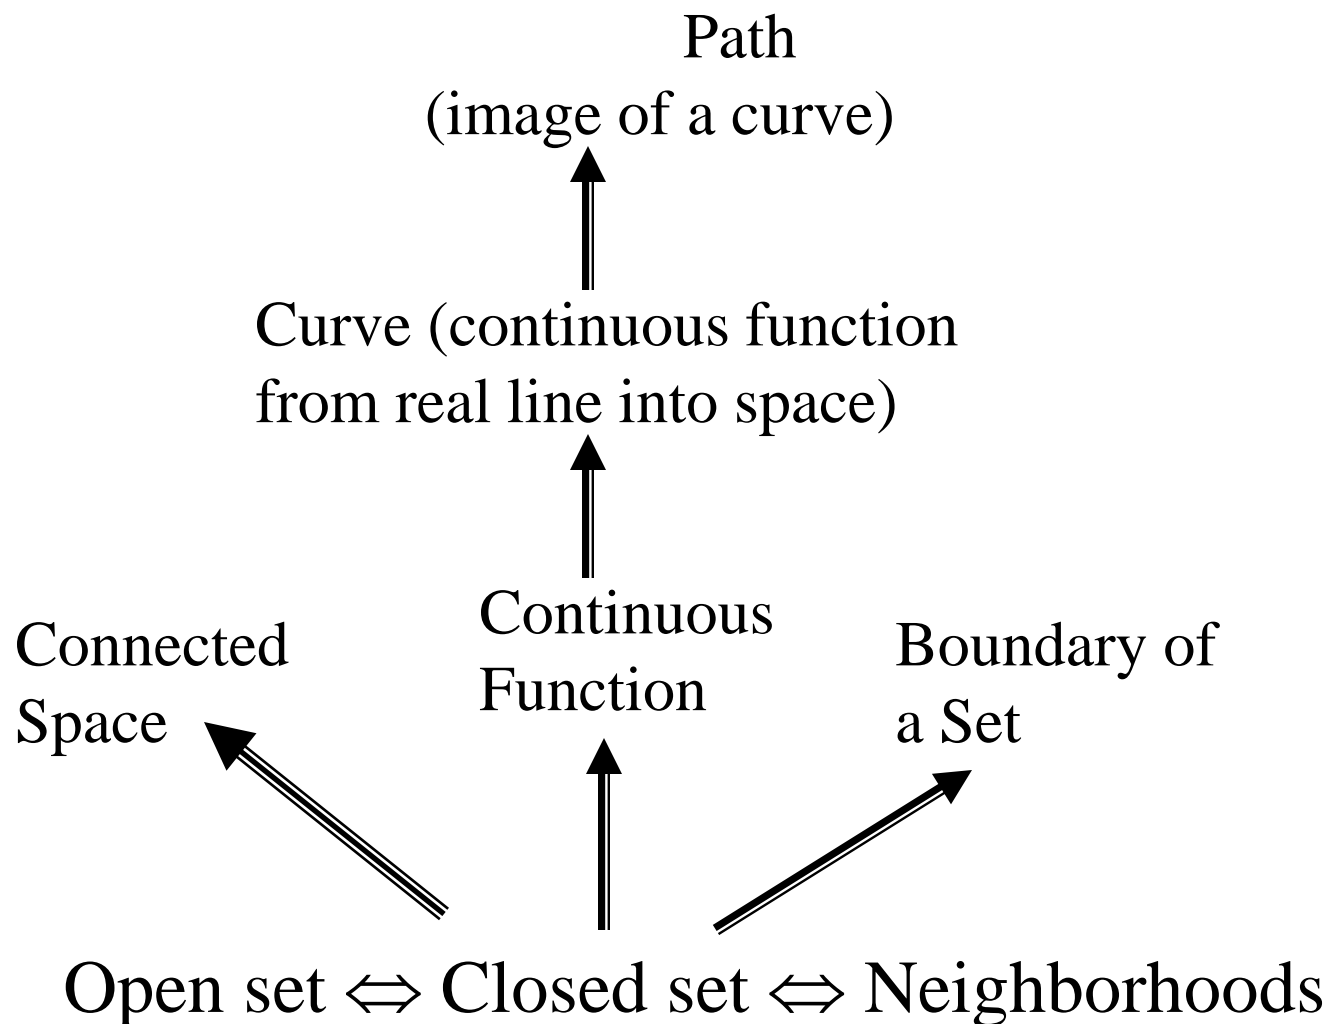 Path
(image of a curve)
Curve (continuous function
from real line into space)
Connected
Space
Continuous
Function
Boundary of
a Set
Open set ⇔ Closed set ⇔ Neighborhoods